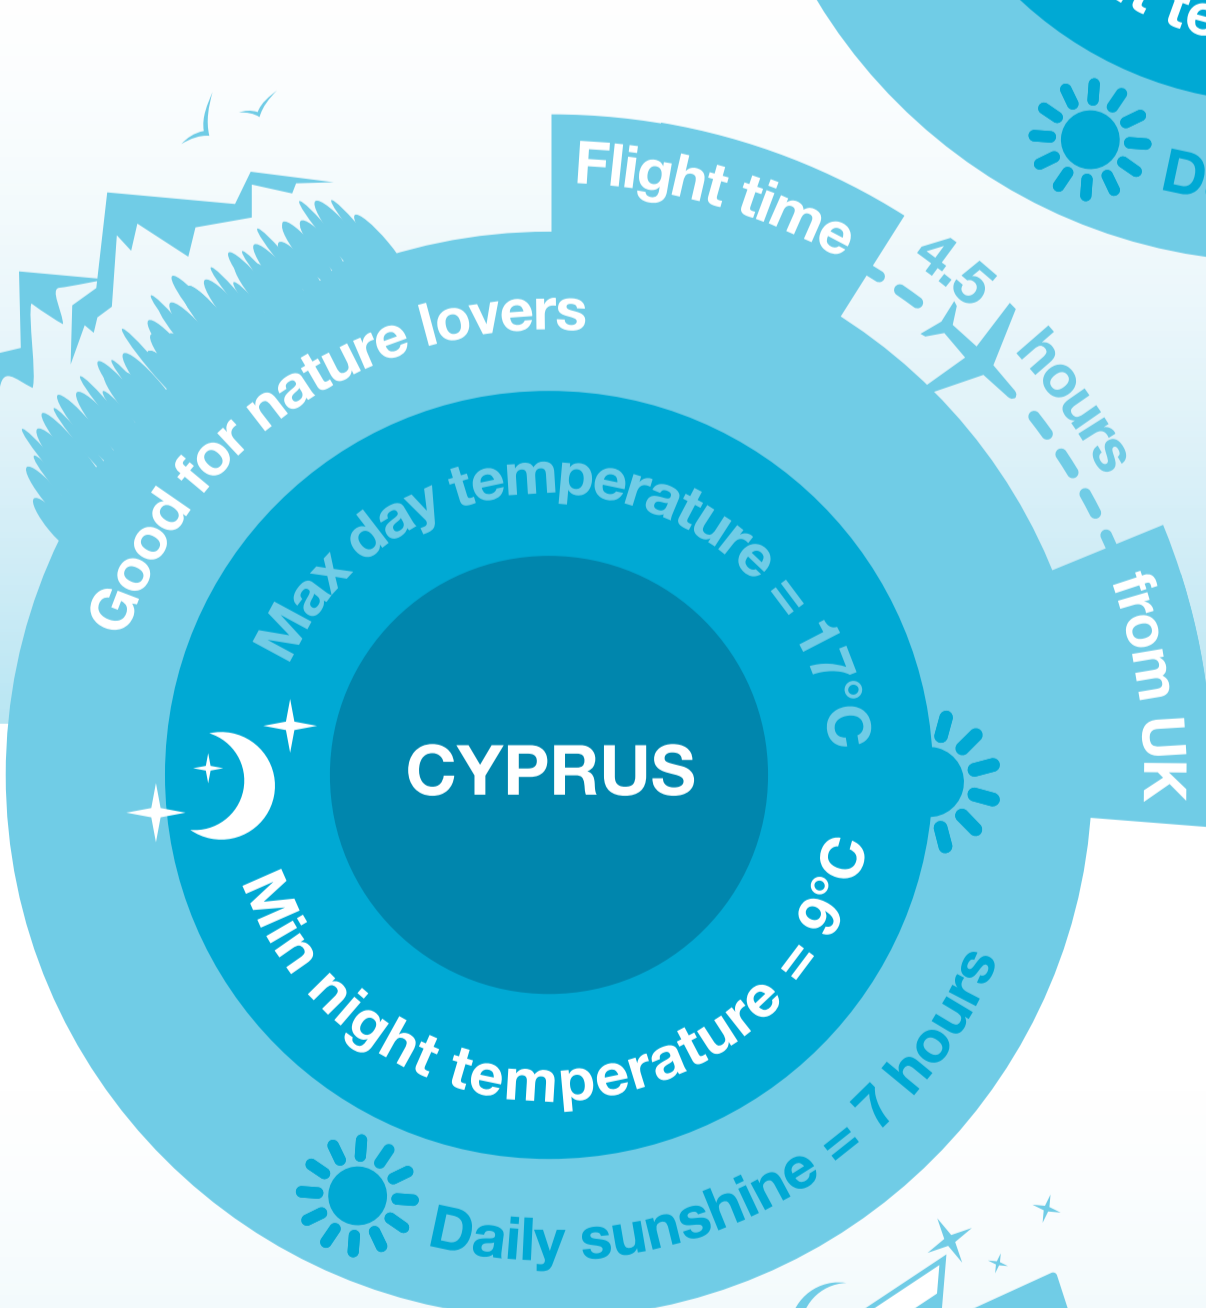 Flight time
4.5 hours
from UK
Good for nature lovers
Max day temperature = 17°C
CYPRUS
Min night temperature = 9°C
Daily sunshine = 7 hours